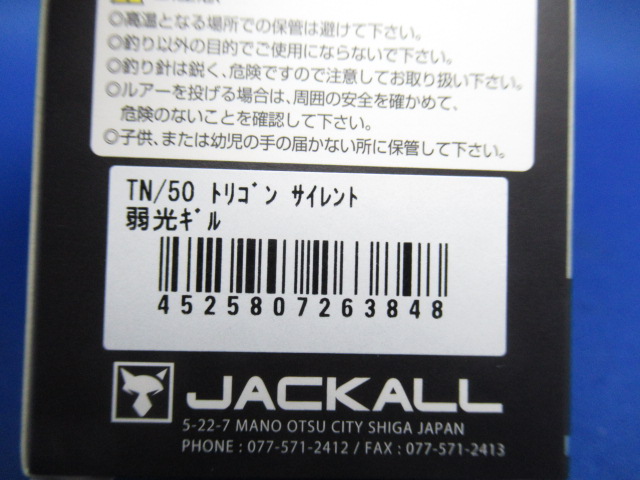 ◎高温となる場所での保管は避けて下さい。
◎釣り以外の目的でご使用にならないで下さい。
◎釣り針は鋭く、危険ですので注意してお取り扱い下さい。
◎ルアーを投げる場合は、周囲の安全を確かめて、
危険のないことを確認して下さい。
◎子供、または幼児の手の届かない所に保管して下さい。
TN/50 ﾄﾘｺﾞﾝ ｻｲﾚﾝﾄ
弱光ｷﾞﾙ
4525807263848
JACKALL
5-22-7 MANO OTSU CITY SHIGA JAPAN
PHONE : 077-571-2412 / FAX : 077-571-2413